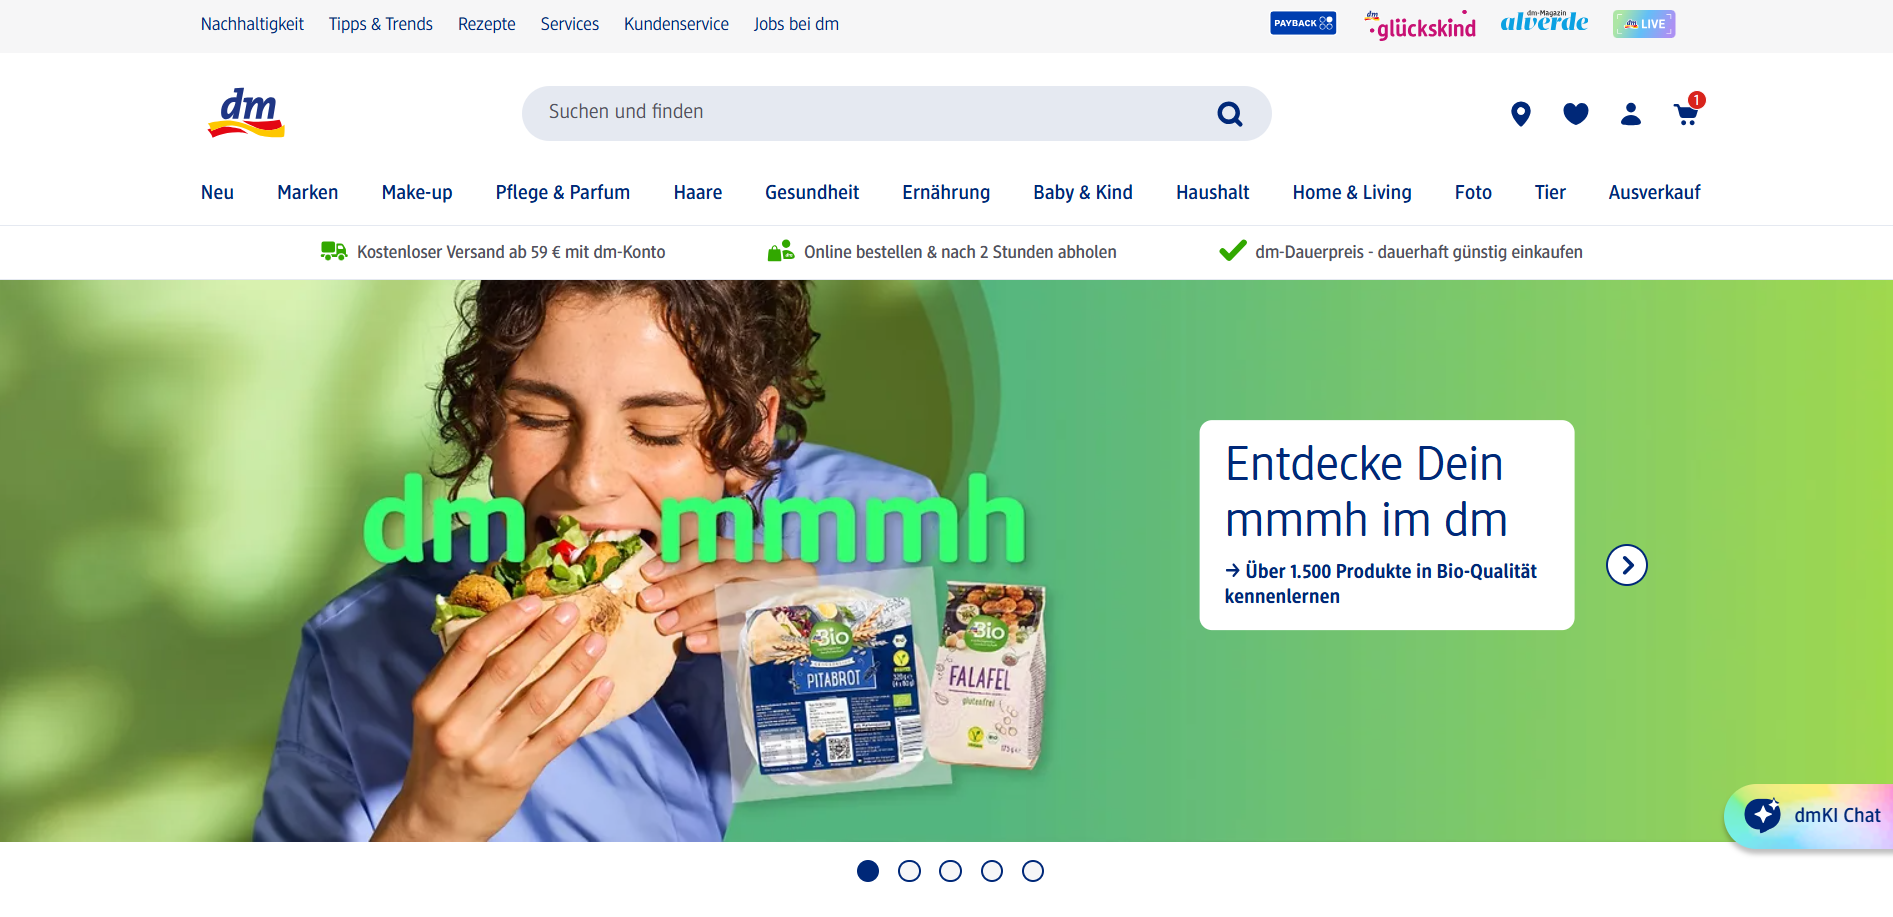 Nachhaltigkeit Tipps & Trends Rezepte Services Kundenservice Jobs bei dm
PAYBACK dm glückskind dm-Magazin alverde dm LIVE
dm
Suchen und finden
1
Neu Marken Make-up Pflege & Parfum Haare Gesundheit Ernährung Baby & Kind Haushalt Home & Living Foto Tier Ausverkauf
Kostenloser Versand ab 59 € mit dm-Konto
Online bestellen & nach 2 Stunden abholen
dm-Dauerpreis - dauerhaft günstig einkaufen
dm mmmh
dmBio
PITABROT
dmBio
FALAFEL
glutenfrei
175 g e
Entdecke Dein
mmmh im dm
→ Über 1.500 Produkte in Bio-Qualität
kennenlernen
dmKI Chat